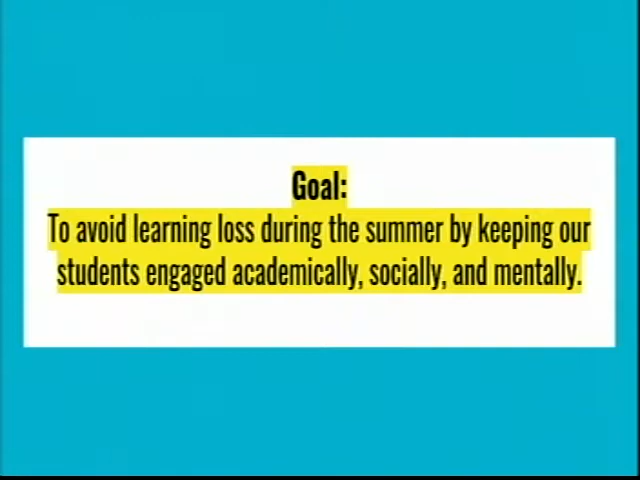 Goal:
To avoid learning loss during the summer by keeping our
students engaged academically, socially, and mentally.